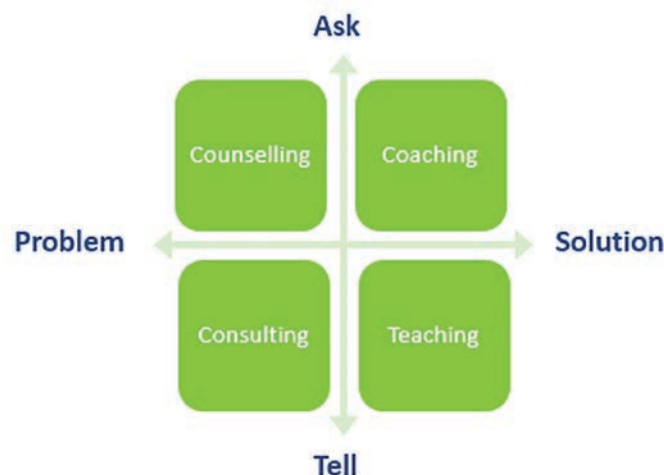 Ask
Counselling
Coaching
Problem
Solution
Consulting
Teaching
Tell